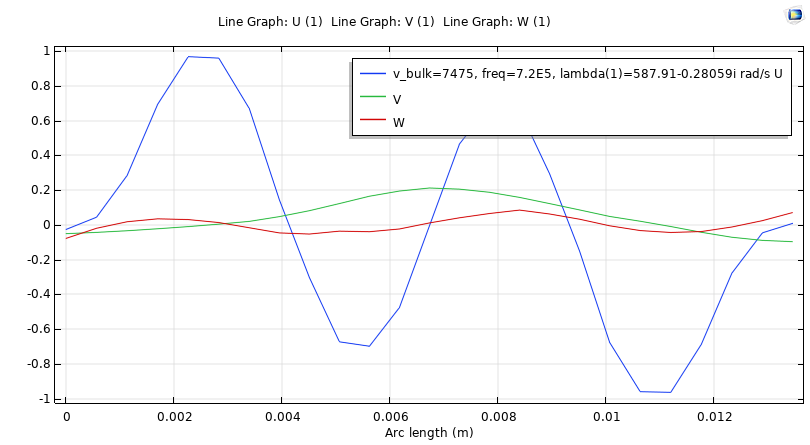 Line Graph: U (1) Line Graph: V (1) Line Graph: W (1)
v_bulk=7475, freq=7.2E5, lambda(1)=587.91-0.28059i rad/s U
V
W
1
0.8
0.6
0.4
0.2
0
-0.2
-0.4
-0.6
-0.8
-1
0 0.002 0.004 0.006 0.008 0.01 0.012
Arc length (m)